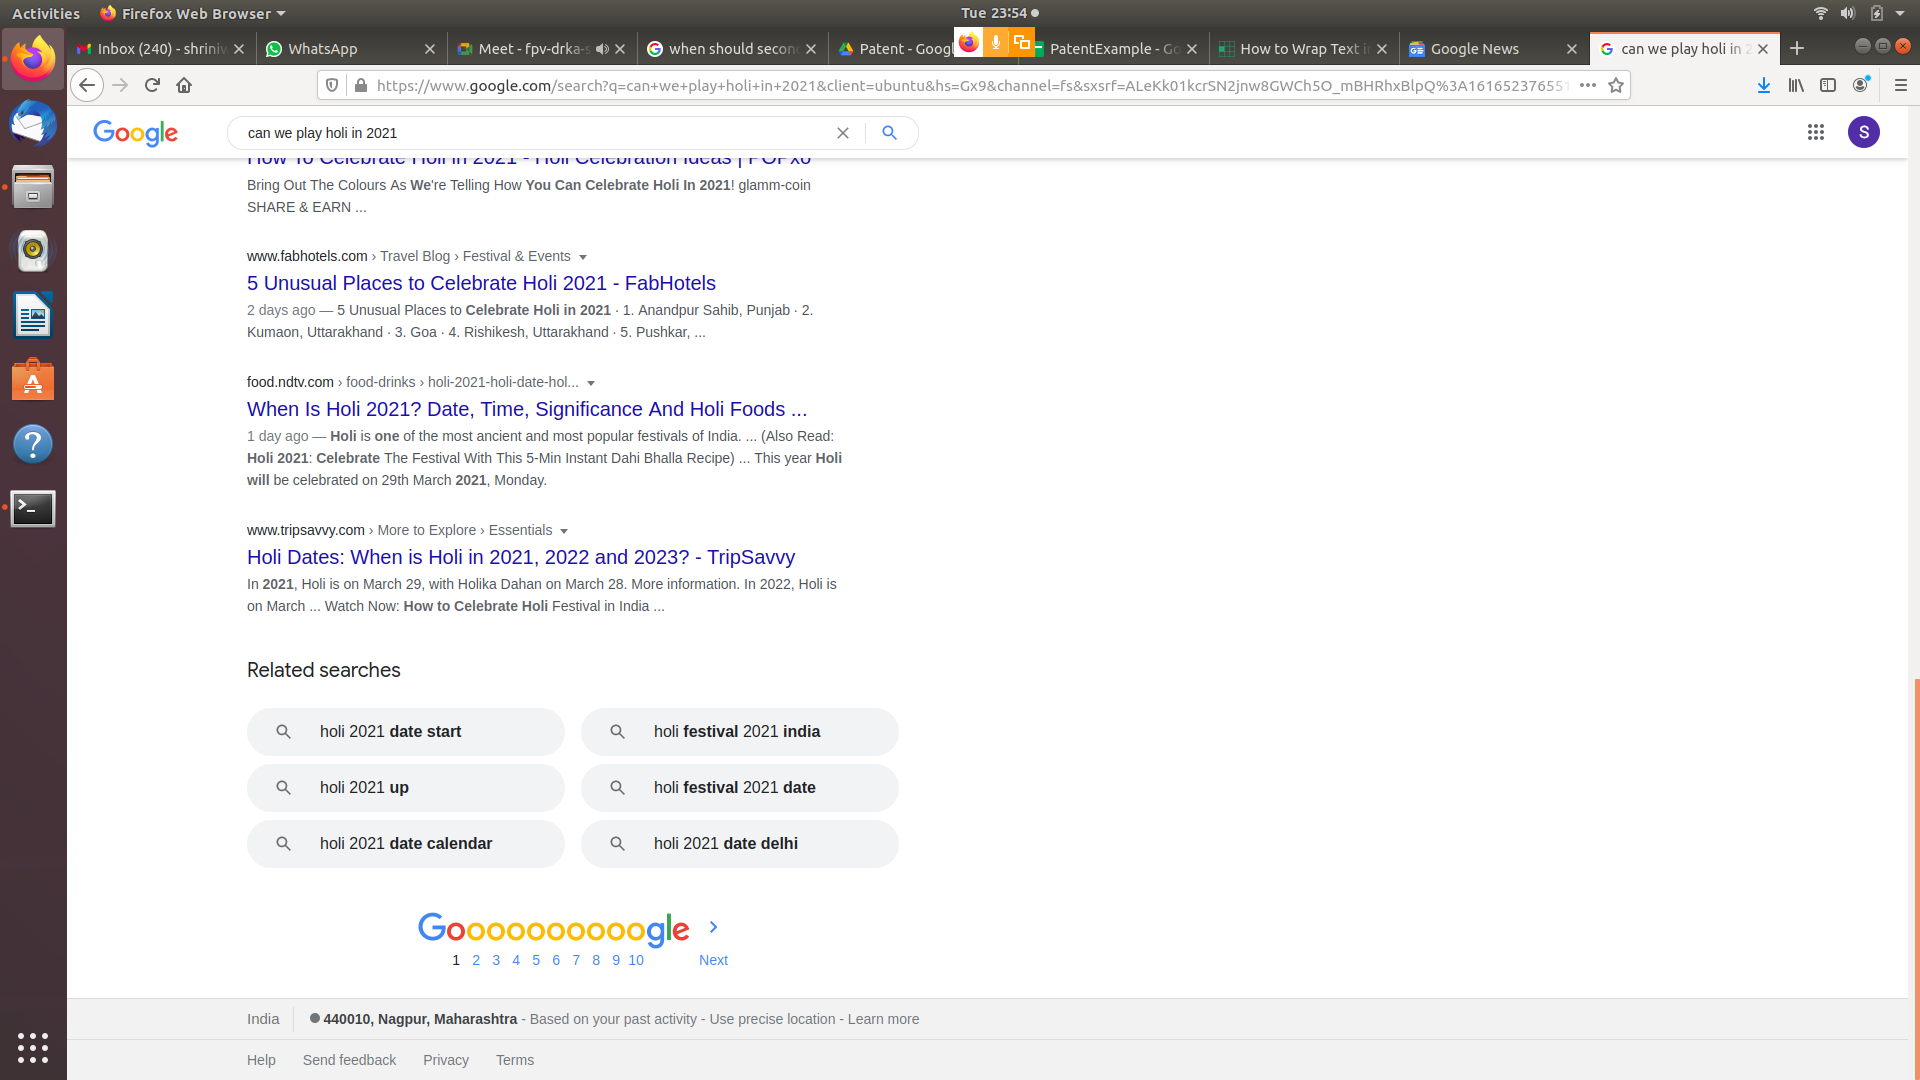 Activities
Firefox Web Browser
Tue 23:54
Inbox (240) - shriniw
WhatsApp
Meet - fpv-drka-s
when should secon
Patent - Googl
PatentExample - Go
How to Wrap Text i
Google News
can we play holi in 2
https://www.google.com/search?q=can+we+play+holi+in+2021&client=ubuntu&hs=Gx9&channel=fs&sxsrf=ALeKk01kcrSN2jnw8GWCh5O_mBHRhxBlpQ%3A161652376551
Google
can we play holi in 2021
S
How To Celebrate Holi in 2021 - Holi Celebration Ideas | POPxo
Bring Out The Colours As We're Telling How You Can Celebrate Holi In 2021! glamm-coin
SHARE & EARN ...
www.fabhotels.com › Travel Blog › Festival & Events
5 Unusual Places to Celebrate Holi 2021 - FabHotels
2 days ago — 5 Unusual Places to Celebrate Holi in 2021 · 1. Anandpur Sahib, Punjab · 2.
Kumaon, Uttarakhand · 3. Goa · 4. Rishikesh, Uttarakhand · 5. Pushkar, ...
food.ndtv.com › food-drinks › holi-2021-holi-date-hol...
When Is Holi 2021? Date, Time, Significance And Holi Foods ...
1 day ago — Holi is one of the most ancient and most popular festivals of India. ... (Also Read:
Holi 2021: Celebrate The Festival With This 5-Min Instant Dahi Bhalla Recipe) ... This year Holi
will be celebrated on 29th March 2021, Monday.
www.tripsavvy.com › More to Explore › Essentials
Holi Dates: When is Holi in 2021, 2022 and 2023? - TripSavvy
In 2021, Holi is on March 29, with Holika Dahan on March 28. More information. In 2022, Holi is
on March ... Watch Now: How to Celebrate Holi Festival in India ...
Related searches
holi 2021 date start
holi festival 2021 india
holi 2021 up
holi festival 2021 date
holi 2021 date calendar
holi 2021 date delhi
Goooooooooogle
1 2 3 4 5 6 7 8 9 10 Next
India
440010, Nagpur, Maharashtra - Based on your past activity - Use precise location - Learn more
Help Send feedback Privacy Terms